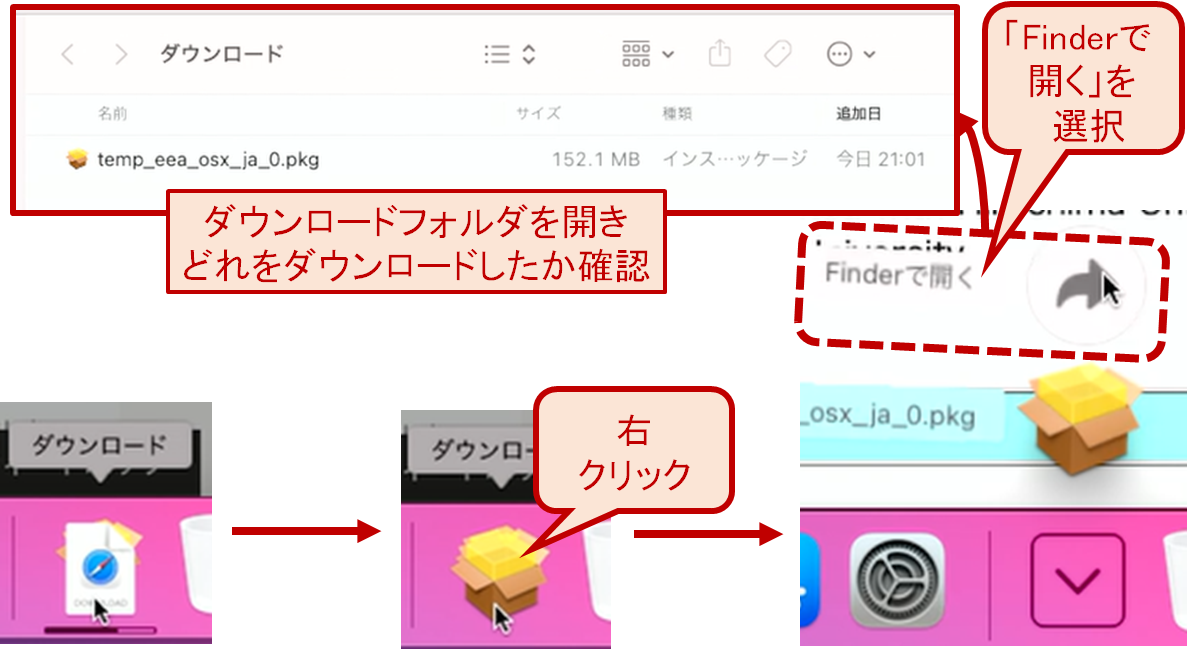 ダウンロード
名前 サイズ 種類 追加日
temp_eea_osx_ja_0.pkg 152.1 MB インス…ッケージ 今日 21:01
ダウンロードフォルダを開き
どれをダウンロードしたか確認
「Finderで
開く」を
選択
Finderで開く
_osx_ja_0.pkg
ダウンロード
ダウンロー
右
クリック